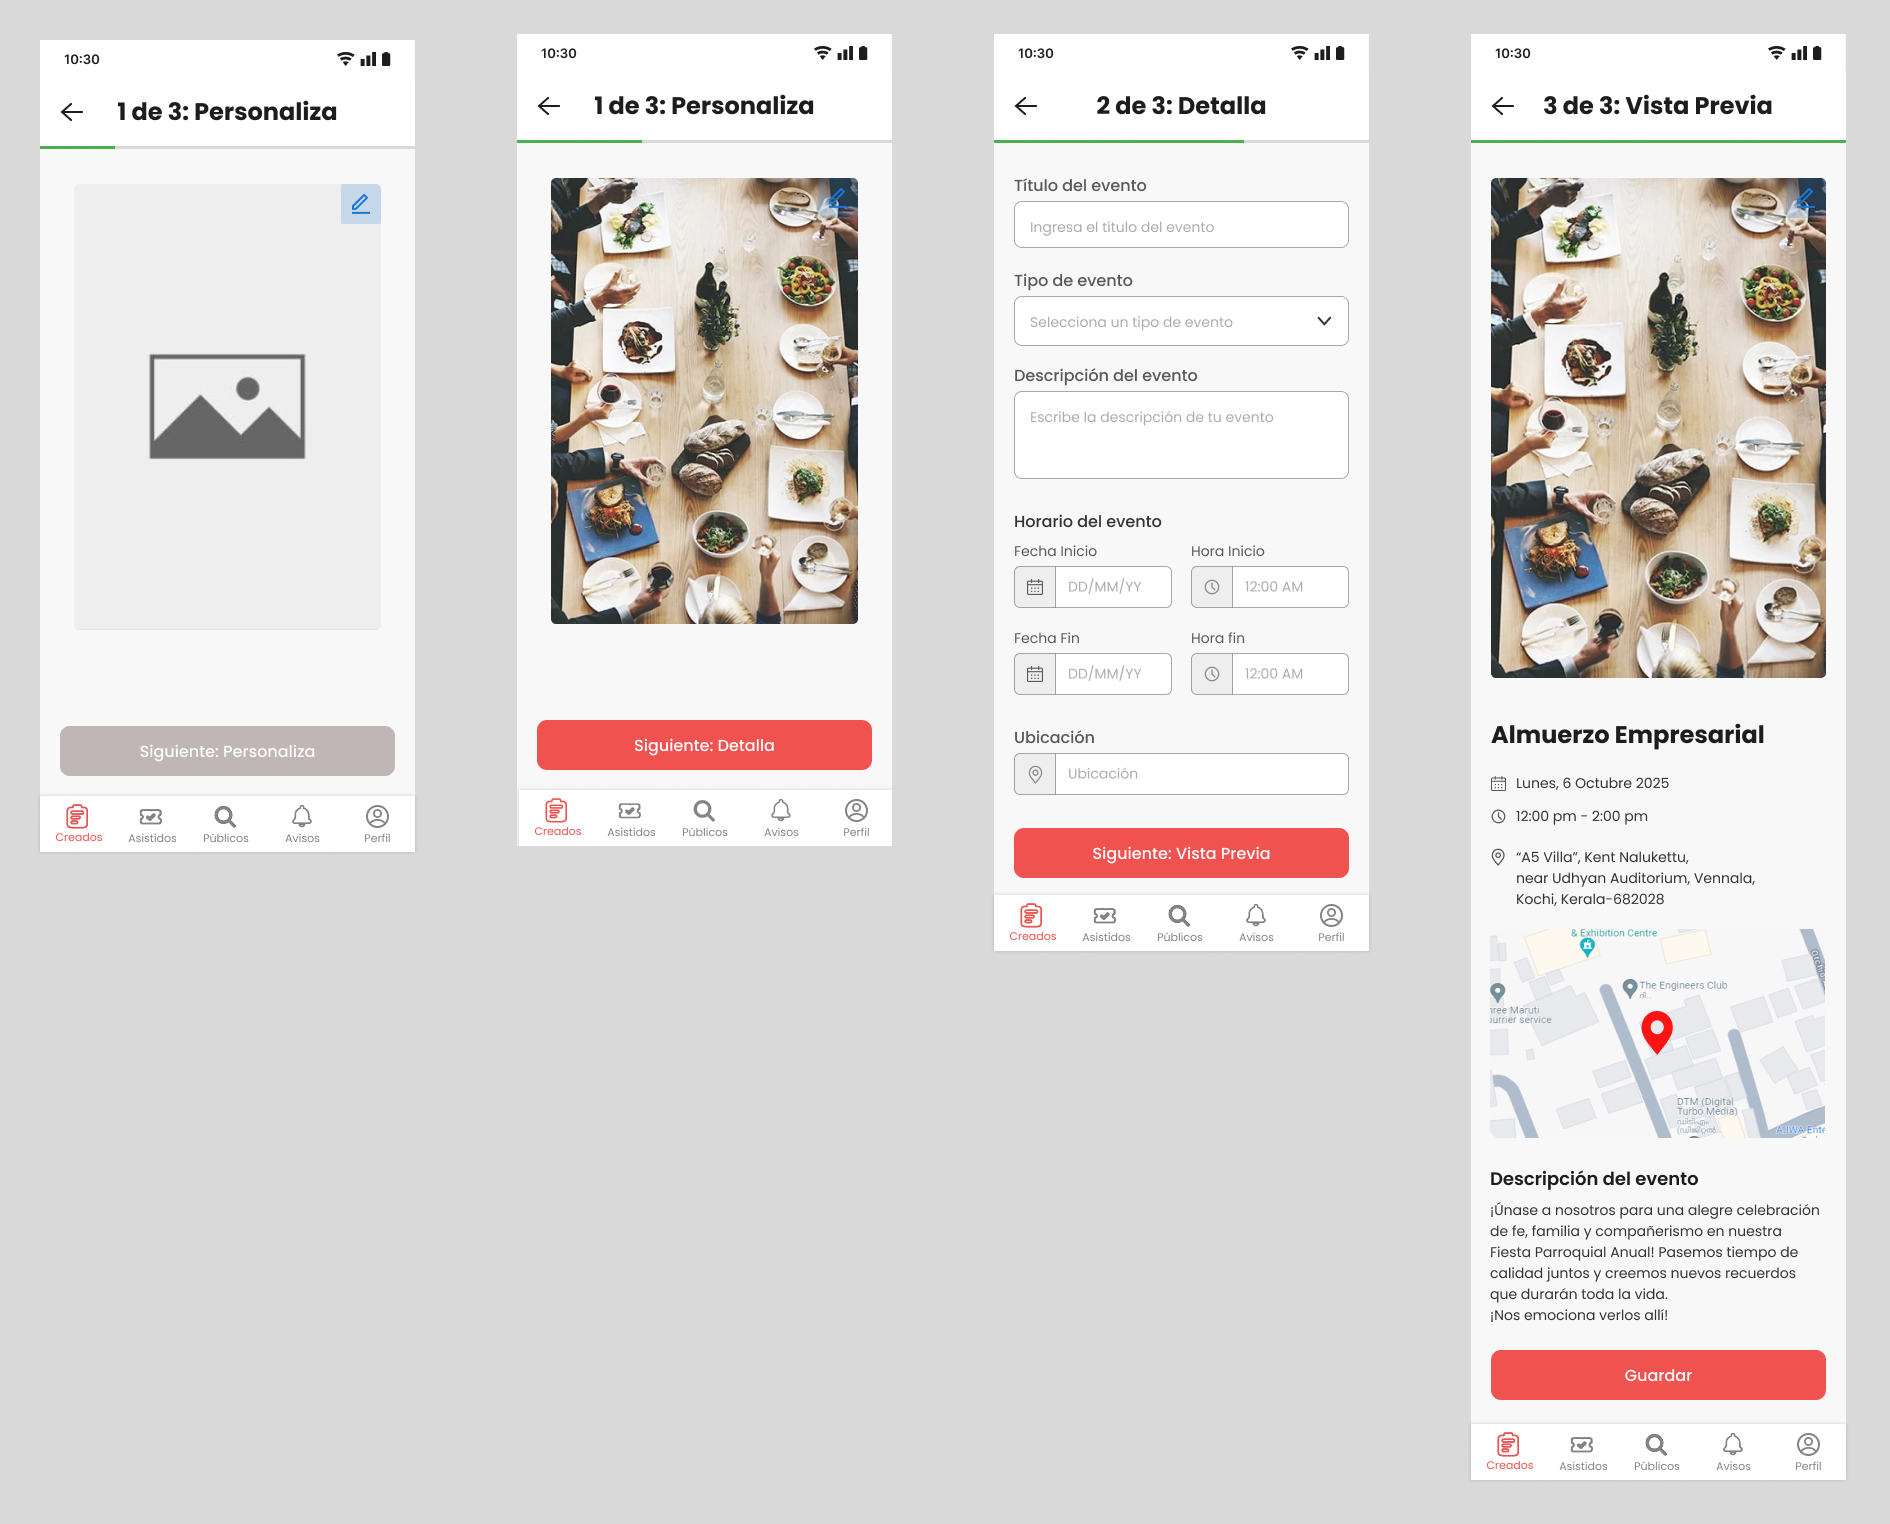 10:30
1 de 3: Personaliza
Siguiente: Personaliza
Creados
Asistidos
Públicos
Avisos
Perfil
10:30
1 de 3: Personaliza
Siguiente: Detalla
Creados
Asistidos
Públicos
Avisos
Perfil
10:30
2 de 3: Detalla
Título del evento
Ingresa el título del evento
Tipo de evento
Selecciona un tipo de evento
Descripción del evento
Escribe la descripción de tu evento
Horario del evento
Fecha Inicio
Hora Inicio
DD/MM/YY
12:00 AM
Fecha Fin
Hora fin
DD/MM/YY
12:00 AM
Ubicación
Ubicación
Siguiente: Vista Previa
Creados
Asistidos
Públicos
Avisos
Perfil
10:30
3 de 3: Vista Previa
Almuerzo Empresarial
Lunes, 6 Octubre 2025
12:00 pm - 2:00 pm
“A5 Villa”, Kent Nalukettu,
near Udhyan Auditorium, Vennala,
Kochi, Kerala-682028
& Exhibition Centre
The Engineers Club
Maruti
service
DTM (Digital
Turbo Media)
Descripción del evento
¡Únase a nosotros para una alegre celebración
de fe, familia y compañerismo en nuestra
Fiesta Parroquial Anual! Pasemos tiempo de
calidad juntos y creemos nuevos recuerdos
que durarán toda la vida.
¡Nos emociona verlos allí!
Guardar
Creados
Asistidos
Públicos
Avisos
Perfil